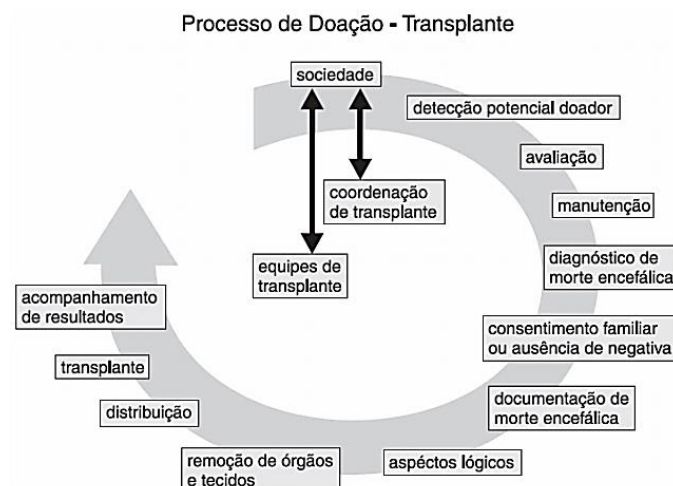 Processo de Doação - Transplante
sociedade
detecção potencial doador
avaliação
coordenação
de transplante
manutenção
equipes de
transplante
diagnóstico de
morte encefálica
consentimento familiar
ou ausência de negativa
documentação de
morte encefálica
aspéctos lógicos
remoção de órgãos
e tecidos
distribuição
transplante
acompanhamento
de resultados